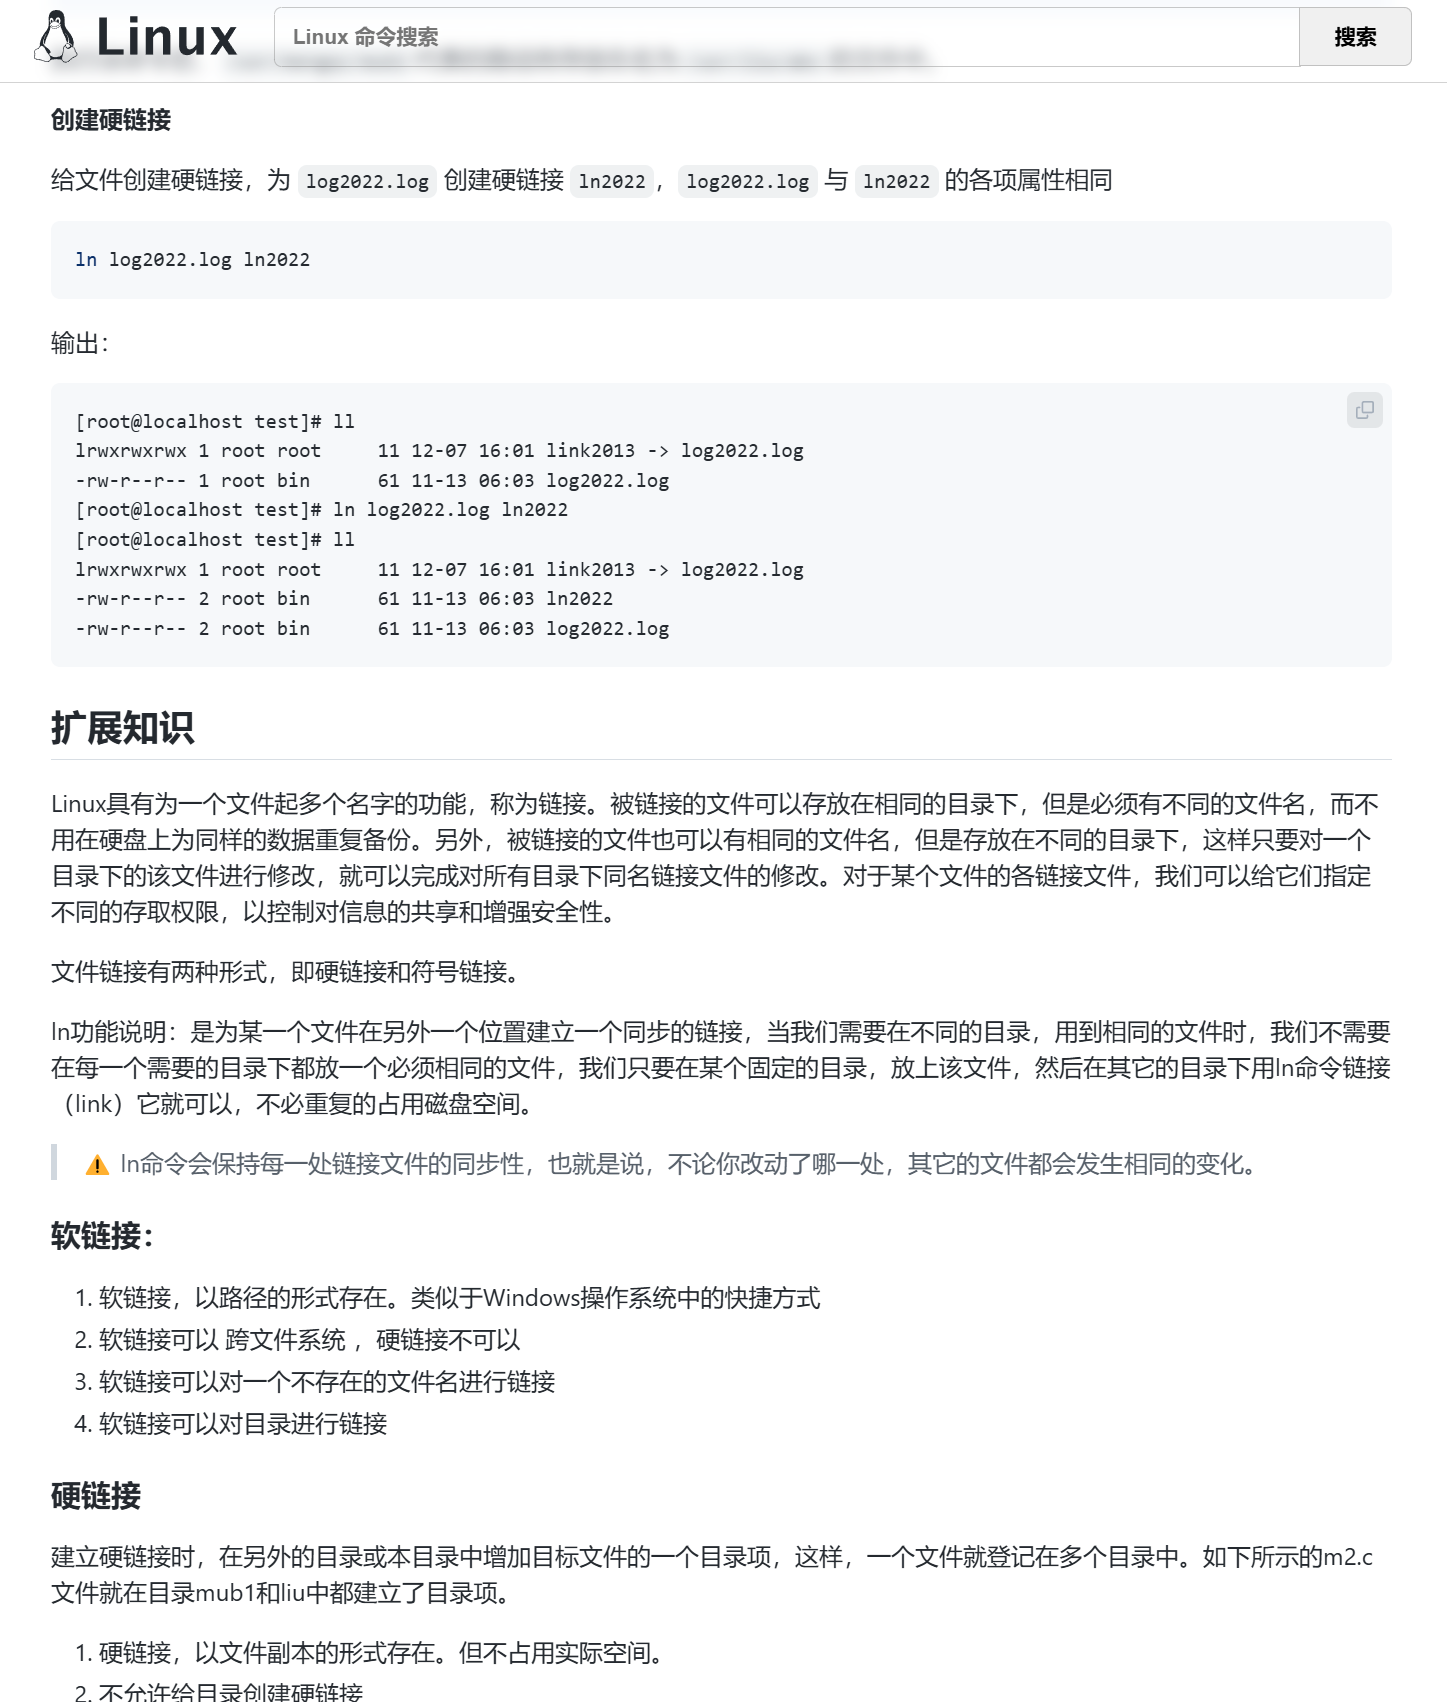 Linux
Linux 命令搜索
搜索
创建硬链接
给文件创建硬链接，为 log2022.log 创建硬链接 ln2022，log2022.log 与 ln2022 的各项属性相同
ln log2022.log ln2022
输出：
[root@localhost test]# ll
lrwxrwxrwx 1 root root     11 12-07 16:01 link2013 -> log2022.log
-rw-r--r-- 1 root bin      61 11-13 06:03 log2022.log
[root@localhost test]# ln log2022.log ln2022
[root@localhost test]# ll
lrwxrwxrwx 1 root root     11 12-07 16:01 link2013 -> log2022.log
-rw-r--r-- 2 root bin      61 11-13 06:03 ln2022
-rw-r--r-- 2 root bin      61 11-13 06:03 log2022.log
扩展知识
Linux具有为一个文件起多个名字的功能，称为链接。被链接的文件可以存放在相同的目录下，但是必须有不同的文件名，而不
用在硬盘上为同样的数据重复备份。另外，被链接的文件也可以有相同的文件名，但是存放在不同的目录下，这样只要对一个
目录下的该文件进行修改，就可以完成对所有目录下同名链接文件的修改。对于某个文件的各链接文件，我们可以给它们指定
不同的存取权限，以控制对信息的共享和增强安全性。
文件链接有两种形式，即硬链接和符号链接。
ln功能说明：是为某一个文件在另外一个位置建立一个同步的链接，当我们需要在不同的目录，用到相同的文件时，我们不需要
在每一个需要的目录下都放一个必须相同的文件，我们只要在某个固定的目录，放上该文件，然后在其它的目录下用ln命令链接
（link）它就可以，不必重复的占用磁盘空间。
⚠️ ln命令会保持每一处链接文件的同步性，也就是说，不论你改动了哪一处，其它的文件都会发生相同的变化。
软链接：
1. 软链接，以路径的形式存在。类似于Windows操作系统中的快捷方式
2. 软链接可以 跨文件系统 ，硬链接不可以
3. 软链接可以对一个不存在的文件名进行链接
4. 软链接可以对目录进行链接
硬链接
建立硬链接时，在另外的目录或本目录中增加目标文件的一个目录项，这样，一个文件就登记在多个目录中。如下所示的m2.c
文件就在目录mub1和liu中都建立了目录项。
1. 硬链接，以文件副本的形式存在。但不占用实际空间。
2. 不允许给目录创建硬链接